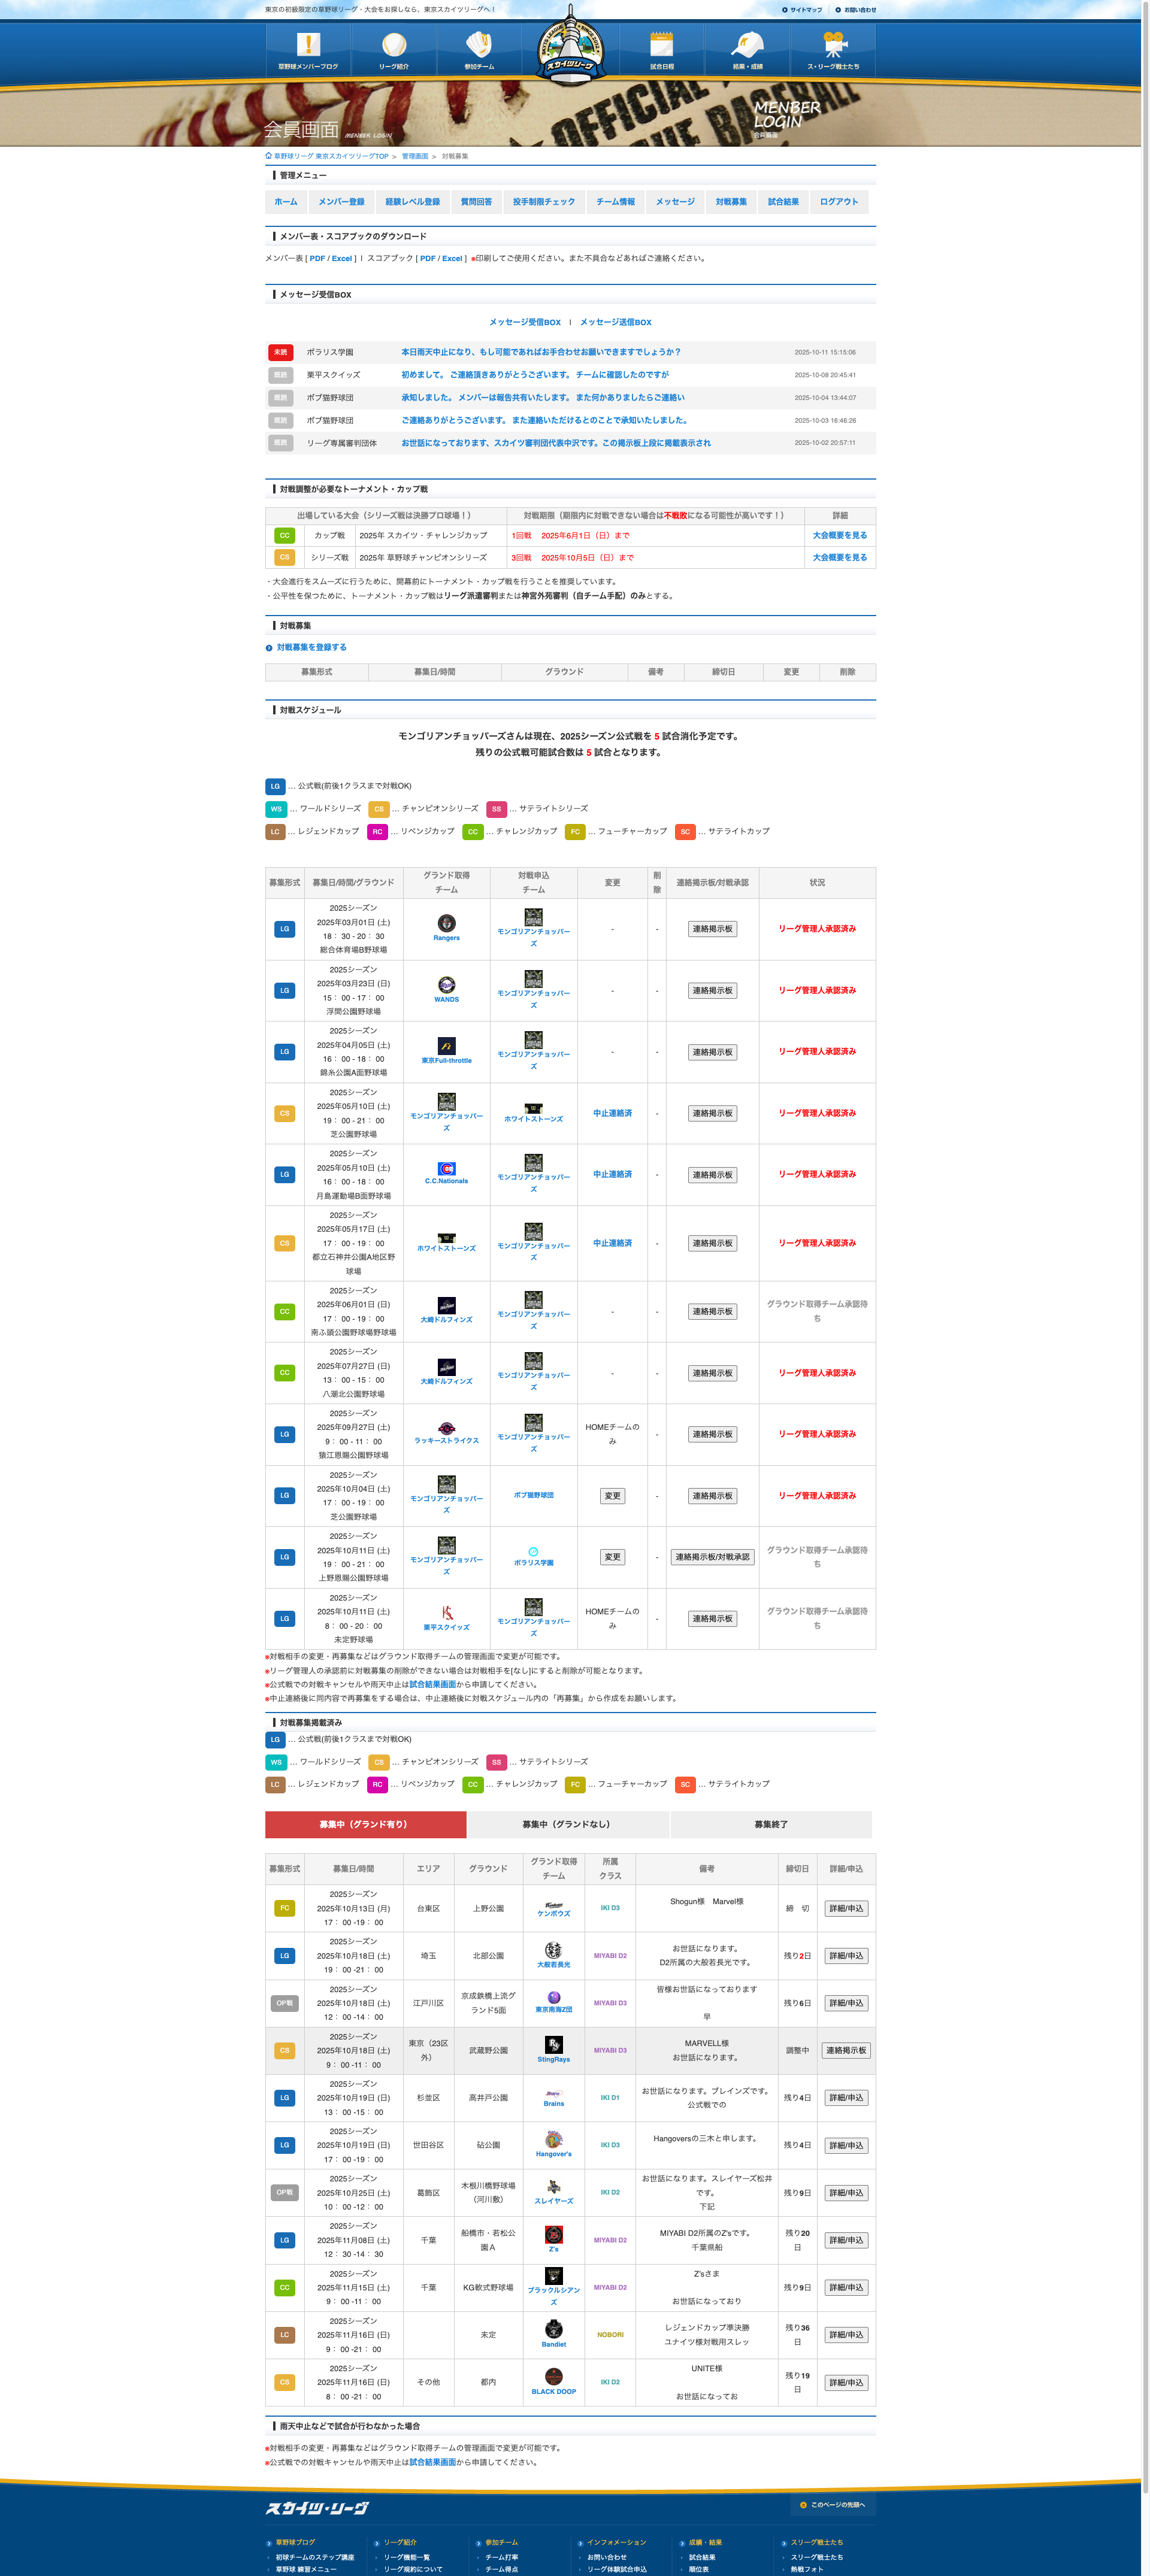 東京の初級限定の草野球リーグ・大会をお探しなら、東京スカイツリーグへ！
サイトマップ
お問い合わせ
草野球メンバーブログ
リーグ紹介
参加チーム
スカイツリーグ
試合日程
結果・成績
ス・リーグ戦士たち
会員画面 MENBER LOGIN
MENBER LOGIN
会員画面
草野球リーグ 東京スカイツリーグTOP > 管理画面 > 対戦募集
管理メニュー
ホーム メンバー登録 経験レベル登録 質問回答 投手制限チェック チーム情報 メッセージ 対戦募集 試合結果 ログアウト
メンバー表・スコアブックのダウンロード
メンバー表 [ PDF / Excel ] | スコアブック [ PDF / Excel ] ※印刷してご使用ください。また不具合などあればご連絡ください。
メッセージ受信BOX
メッセージ受信BOX | メッセージ送信BOX
未読 ポラリス学園 本日雨天中止になり、もし可能であればお手合わせお願いできますでしょうか？ 2025-10-11 15:15:06
既読 栗平スクイッズ 初めまして。 ご連絡頂きありがとうございます。 チームに確認したのですが 2025-10-08 20:45:41
既読 ボブ猫野球団 承知しました。 メンバーは報告共有いたします。 また何かありましたらご連絡い 2025-10-04 13:44:07
既読 ボブ猫野球団 ご連絡ありがとうございます。 また連絡いただけるとのことで承知いたしました。 2025-10-03 16:46:26
既読 リーグ専属審判団体 お世話になっております、スカイツ審判団代表中沢です。この掲示板上段に掲載表示され 2025-10-02 20:57:11
対戦調整が必要なトーナメント・カップ戦
出場している大会（シリーズ戦は決勝プロ球場！） 対戦期限（期限内に対戦できない場合は不戦敗になる可能性が高いです！） 詳細
CC カップ戦 2025年 スカイツ・チャレンジカップ 1回戦 2025年6月1日（日）まで 大会概要を見る
CS シリーズ戦 2025年 草野球チャンピオンシリーズ 3回戦 2025年10月5日（日）まで 大会概要を見る
・大会進行をスムーズに行うために、開幕前にトーナメント・カップ戦を行うことを推奨しています。
・公平性を保つために、トーナメント・カップ戦はリーグ派遣審判または神宮外苑審判（自チーム手配）のみとする。
対戦募集
対戦募集を登録する
募集形式 募集日/時間 グラウンド 備考 締切日 変更 削除
対戦スケジュール
モンゴリアンチョッパーズさんは現在、2025シーズン公式戦を 5 試合消化予定です。
残りの公式戦可能試合数は 5 試合となります。
LG … 公式戦(前後1クラスまで対戦OK)
WS … ワールドシリーズ CS … チャンピオンシリーズ SS … サテライトシリーズ
LC … レジェンドカップ RC … リベンジカップ CC … チャレンジカップ FC … フューチャーカップ SC … サテライトカップ
募集形式 募集日/時間/グラウンド グランド取得チーム 対戦申込チーム 変更 削除 連絡掲示板/対戦承認 状況
LG 2025シーズン 2025年03月01日 (土) 18： 30 - 20： 30 総合体育場B野球場 Rangers モンゴリアンチョッパーズ - - 連絡掲示板 リーグ管理人承認済み
LG 2025シーズン 2025年03月23日 (日) 15： 00 - 17： 00 浮間公園野球場 WANDS モンゴリアンチョッパーズ - - 連絡掲示板 リーグ管理人承認済み
LG 2025シーズン 2025年04月05日 (土) 16： 00 - 18： 00 錦糸公園A面野球場 東京Full-throttle モンゴリアンチョッパーズ - - 連絡掲示板 リーグ管理人承認済み
CS 2025シーズン 2025年05月10日 (土) 19： 00 - 21： 00 芝公園野球場 モンゴリアンチョッパーズ ホワイトストーンズ 中止連絡済 - 連絡掲示板 リーグ管理人承認済み
LG 2025シーズン 2025年05月10日 (土) 16： 00 - 18： 00 月島運動場B面野球場 C.C.Nationals モンゴリアンチョッパーズ 中止連絡済 - 連絡掲示板 リーグ管理人承認済み
CS 2025シーズン 2025年05月17日 (土) 17： 00 - 19： 00 都立石神井公園A地区野球場 ホワイトストーンズ モンゴリアンチョッパーズ 中止連絡済 - 連絡掲示板 リーグ管理人承認済み
CC 2025シーズン 2025年06月01日 (日) 17： 00 - 19： 00 南ふ頭公園野球場野球場 大崎ドルフィンズ モンゴリアンチョッパーズ - - 連絡掲示板 グラウンド取得チーム承認待ち
CC 2025シーズン 2025年07月27日 (日) 13： 00 - 15： 00 八潮北公園野球場 大崎ドルフィンズ モンゴリアンチョッパーズ - - 連絡掲示板 リーグ管理人承認済み
LG 2025シーズン 2025年09月27日 (土) 9： 00 - 11： 00 猿江恩賜公園野球場 ラッキーストライクス モンゴリアンチョッパーズ HOMEチームのみ - 連絡掲示板 リーグ管理人承認済み
LG 2025シーズン 2025年10月04日 (土) 17： 00 - 19： 00 芝公園野球場 モンゴリアンチョッパーズ ボブ猫野球団 変更 - 連絡掲示板 リーグ管理人承認済み
LG 2025シーズン 2025年10月11日 (土) 19： 00 - 21： 00 上野恩賜公園野球場 モンゴリアンチョッパーズ ポラリス学園 変更 - 連絡掲示板/対戦承認 グラウンド取得チーム承認待ち
LG 2025シーズン 2025年10月11日 (土) 8： 00 - 20： 00 未定野球場 栗平スクイッズ モンゴリアンチョッパーズ HOMEチームのみ - 連絡掲示板 グラウンド取得チーム承認待ち
※対戦相手の変更・再募集などはグラウンド取得チームの管理画面で変更が可能です。
※リーグ管理人の承認前に対戦募集の削除ができない場合は対戦相手を[なし]にすると削除が可能となります。
※公式戦での対戦キャンセルや雨天中止は試合結果画面から申請してください。
※中止連絡後に同内容で再募集をする場合は、中止連絡後に対戦スケジュール内の「再募集」から作成をお願いします。
対戦募集掲載済み
LG … 公式戦(前後1クラスまで対戦OK)
WS … ワールドシリーズ CS … チャンピオンシリーズ SS … サテライトシリーズ
LC … レジェンドカップ RC … リベンジカップ CC … チャレンジカップ FC … フューチャーカップ SC … サテライトカップ
募集中（グランド有り） 募集中（グランドなし） 募集終了
募集形式 募集日/時間 エリア グラウンド グランド取得チーム 所属クラス 備考 締切日 詳細/申込
FC 2025シーズン 2025年10月13日 (月) 17： 00 -19： 00 台東区 上野公園 ケンボウズ IKI D3 Shogun様 Marvel様 締 切 詳細/申込
LG 2025シーズン 2025年10月18日 (土) 19： 00 -21： 00 埼玉 北部公園 大般若長光 MIYABI D2 お世話になります。 D2所属の大般若長光です。 残り2日 詳細/申込
OP戦 2025シーズン 2025年10月18日 (土) 12： 00 -14： 00 江戸川区 京成鉄橋上流グランド5面 東京南海Z団 MIYABI D3 皆様お世話になっております 早 残り6日 詳細/申込
CS 2025シーズン 2025年10月18日 (土) 9： 00 -11： 00 東京（23区外） 武蔵野公園 StingRays MIYABI D3 MARVELL様 お世話になります。 調整中 連絡掲示板
LG 2025シーズン 2025年10月19日 (日) 13： 00 -15： 00 杉並区 高井戸公園 Brains IKI D1 お世話になります。ブレインズです。 公式戦での 残り4日 詳細/申込
LG 2025シーズン 2025年10月19日 (日) 17： 00 -19： 00 世田谷区 砧公園 Hangover's IKI D3 Hangoversの三木と申します。 残り4日 詳細/申込
OP戦 2025シーズン 2025年10月25日 (土) 10： 00 -12： 00 葛飾区 木根川橋野球場（河川敷） スレイヤーズ IKI D2 お世話になります。スレイヤーズ松井です。 下記 残り9日 詳細/申込
LG 2025シーズン 2025年11月08日 (土) 12： 30 -14： 30 千葉 船橋市・若松公園Ａ Z's MIYABI D2 MIYABI D2所属のZ'sです。 千葉県船 残り20日 詳細/申込
CC 2025シーズン 2025年11月15日 (土) 9： 00 -11： 00 千葉 KG軟式野球場 ブラックルシアンズ MIYABI D2 Z'sさま お世話になっており 残り9日 詳細/申込
LC 2025シーズン 2025年11月16日 (日) 9： 00 -21： 00 未定 Bandiet NOBORI レジェンドカップ準決勝 ユナイツ様対戦用スレッ 残り36日 詳細/申込
CS 2025シーズン 2025年11月16日 (日) 8： 00 -21： 00 その他 都内 BLACK DOOP IKI D2 UNITE様 お世話になってお 残り19日 詳細/申込
雨天中止などで試合が行わなかった場合
※対戦相手の変更・再募集などはグラウンド取得チームの管理画面で変更が可能です。
※公式戦での対戦キャンセルや雨天中止は試合結果画面から申請してください。
スカイツ・リーグ
このページの先頭へ
草野球ブログ リーグ紹介 参加チーム インフォメーション 成績・結果 スリーグ戦士たち
初球チームのステップ講座 リーグ機能一覧 チーム打率 お問い合わせ 試合結果 スリーグ戦士たち
草野球 練習メニュー リーグ規約について チーム得点 リーグ体験試合申込 順位表 熱戦フォト